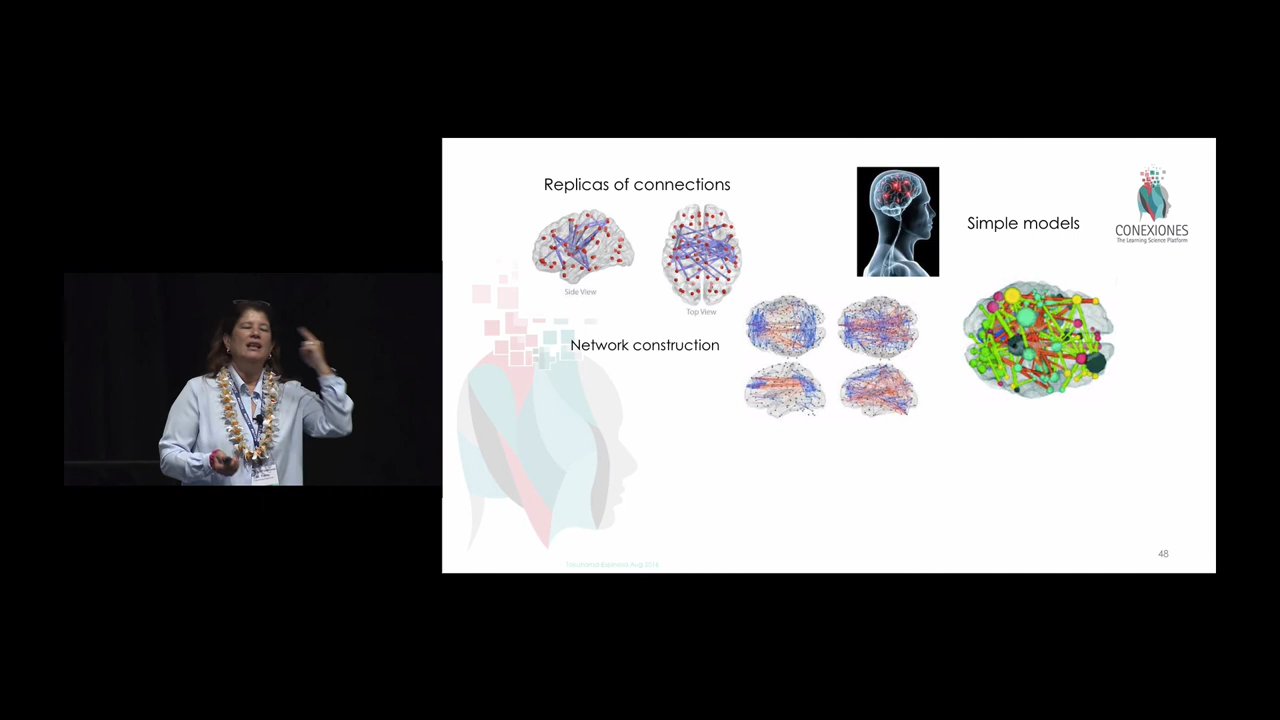 Replicas of connections
Side View
Top View
Simple models
CONEXIONES
The Learning Science Platform
Network construction
48